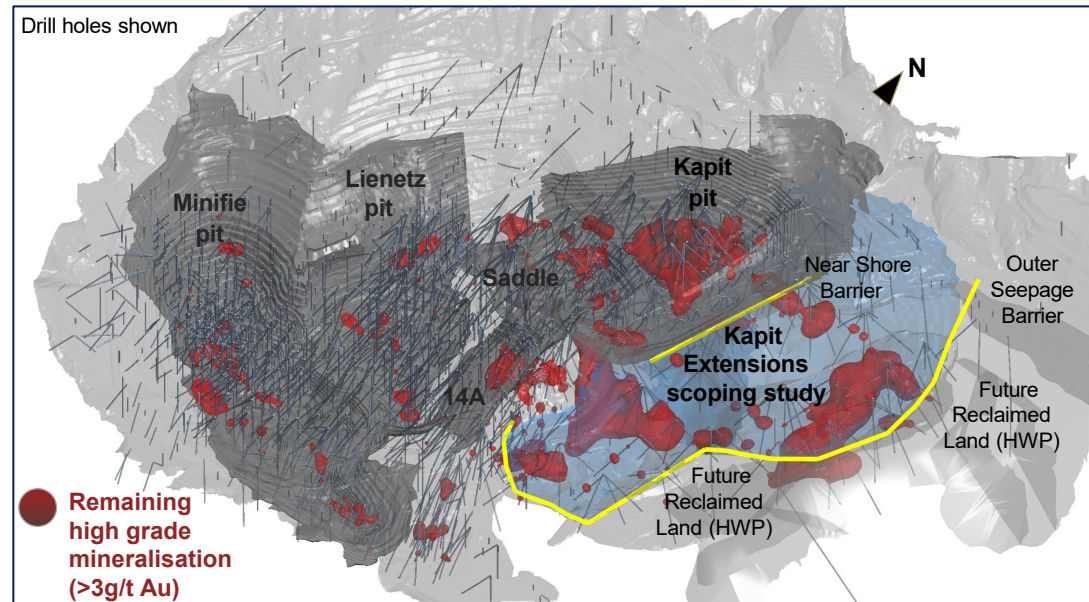 Drill holes shown
N
Minifie
pit
Lienetz
pit
Kapit
pit
Saddle
14A
Near Shore
Barrier
Outer
Seepage
Barrier
Kapit
Extensions
scoping study
Future
Reclaimed
Land (HWP)
Future
Reclaimed
Land (HWP)
Remaining
high grade
mineralisation
(>3g/t Au)